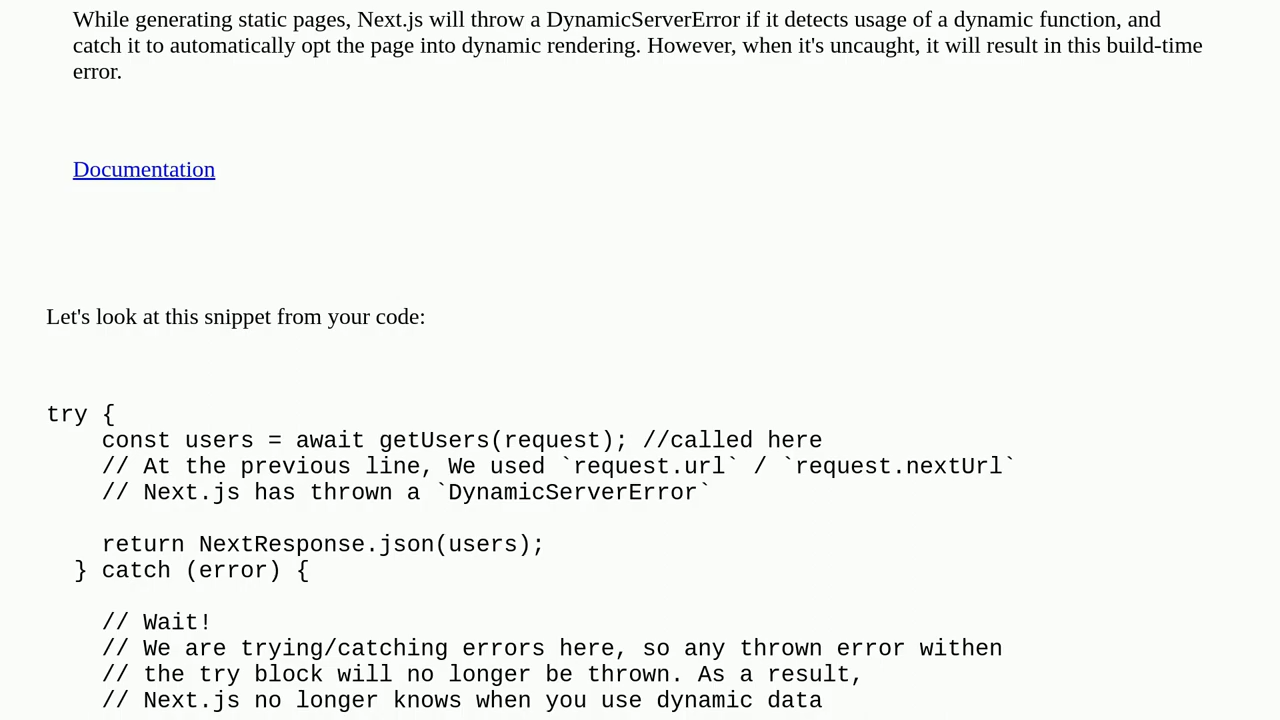 While generating static pages, Next.js will throw a DynamicServerError if it detects usage of a dynamic function, and
catch it to automatically opt the page into dynamic rendering. However, when it's uncaught, it will result in this build-time
error.
Documentation
Let's look at this snippet from your code:
try {
    const users = await getUsers(request); //called here
    // At the previous line, We used `request.url` / `request.nextUrl`
    // Next.js has thrown a `DynamicServerError`
    return NextResponse.json(users);
  } catch (error) {
    // Wait!
    // We are trying/catching errors here, so any thrown error withen
    // the try block will no longer be thrown. As a result,
    // Next.js no longer knows when you use dynamic data